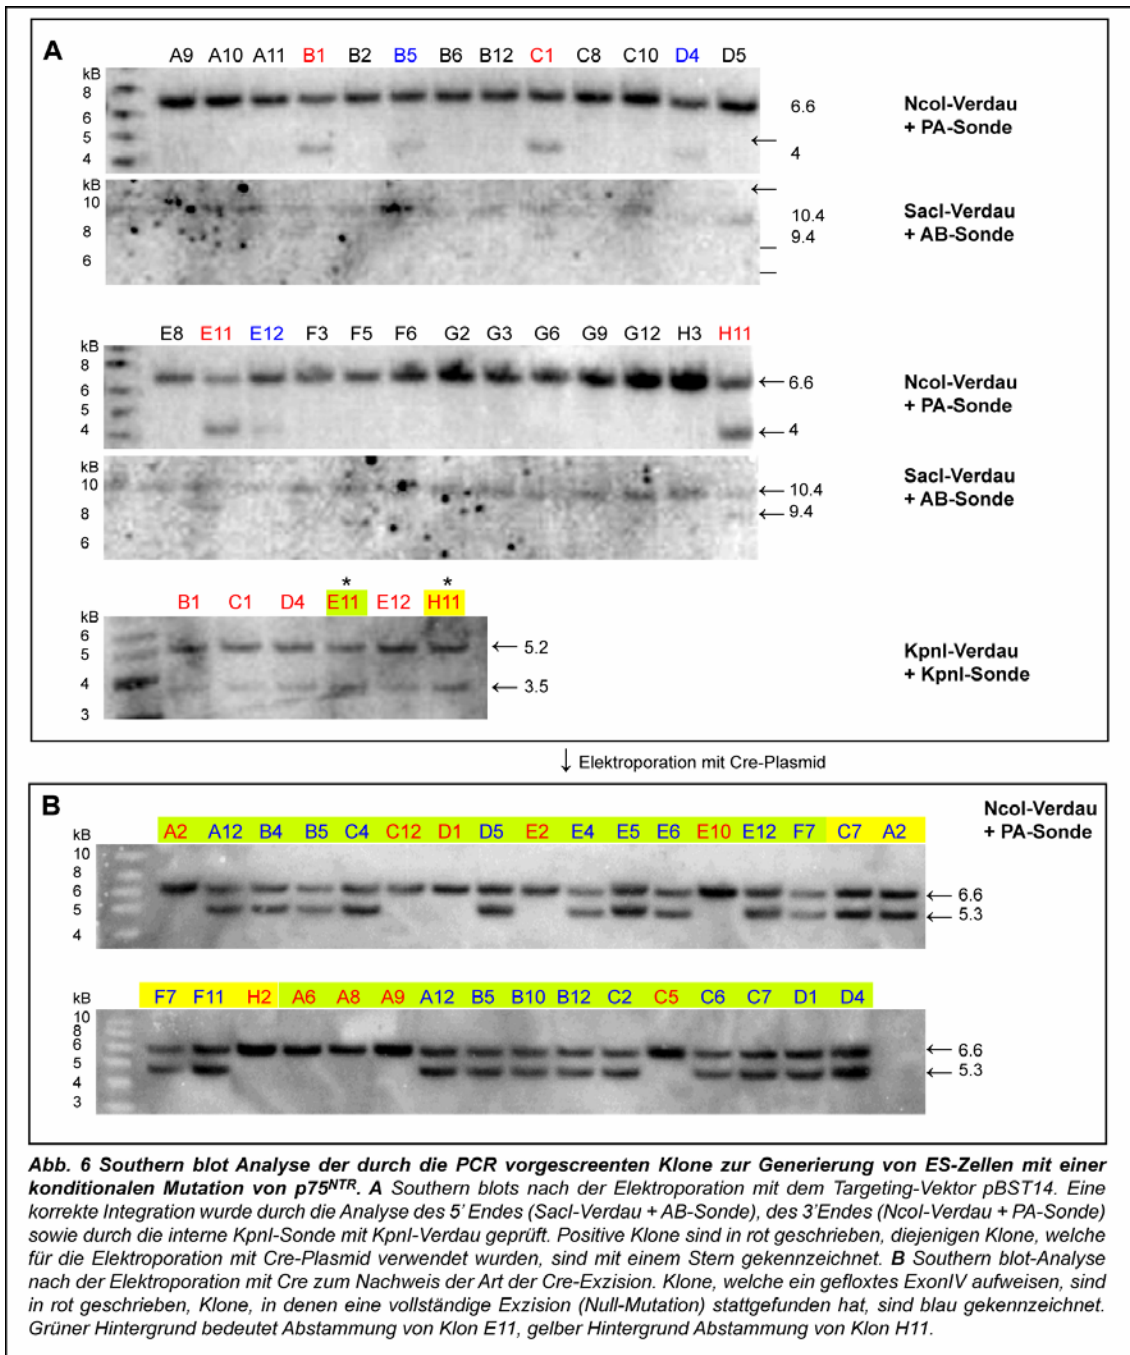 A
A9 A10 A11 B1 B2 B5 B6 B12 C1 C8 C10 D4 D5
kB
8
6
5
4
6.6
←
4
NcoI-Verdau
+ PA-Sonde
kB
10
8
6
←
10.4
9.4
SacI-Verdau
+ AB-Sonde
E8 E11 E12 F3 F5 F6 G2 G3 G6 G9 G12 H3 H11
kB
8
6
5
4
← 6.6
← 4
NcoI-Verdau
+ PA-Sonde
kB
10
8
6
← 10.4
← 9.4
SacI-Verdau
+ AB-Sonde
* *
B1 C1 D4 E11 E12 H11
kB
6
5
4
3
← 5.2
← 3.5
KpnI-Verdau
+ KpnI-Sonde
↓ Elektroporation mit Cre-Plasmid
B
NcoI-Verdau
+ PA-Sonde
A2 A12 B4 B5 C4 C12 D1 D5 E2 E4 E5 E6 E10 E12 F7 C7 A2
kB
10
8
6
5
4
← 6.6
← 5.3
F7 F11 H2 A6 A8 A9 A12 B5 B10 B12 C2 C5 C6 C7 D1 D4
kB
10
8
6
5
4
3
← 6.6
← 5.3
Abb. 6 Southern blot Analyse der durch die PCR vorgescreenten Klone zur Generierung von ES-Zellen mit einer
konditionalen Mutation von p75NTR. A Southern blots nach der Elektroporation mit dem Targeting-Vektor pBST14. Eine
korrekte Integration wurde durch die Analyse des 5' Endes (SacI-Verdau + AB-Sonde), des 3'Endes (NcoI-Verdau + PA-Sonde)
sowie durch die interne KpnI-Sonde mit KpnI-Verdau geprüft. Positive Klone sind in rot geschrieben, diejenigen Klone, welche
für die Elektroporation mit Cre-Plasmid verwendet wurden, sind mit einem Stern gekennzeichnet. B Southern blot-Analyse
nach der Elektroporation mit Cre zum Nachweis der Art der Cre-Exzision. Klone, welche ein gefloxtes ExonIV aufweisen, sind
in rot geschrieben, Klone, in denen eine vollständige Exzision (Null-Mutation) stattgefunden hat, sind blau gekennzeichnet.
Grüner Hintergrund bedeutet Abstammung von Klon E11, gelber Hintergrund Abstammung von Klon H11.